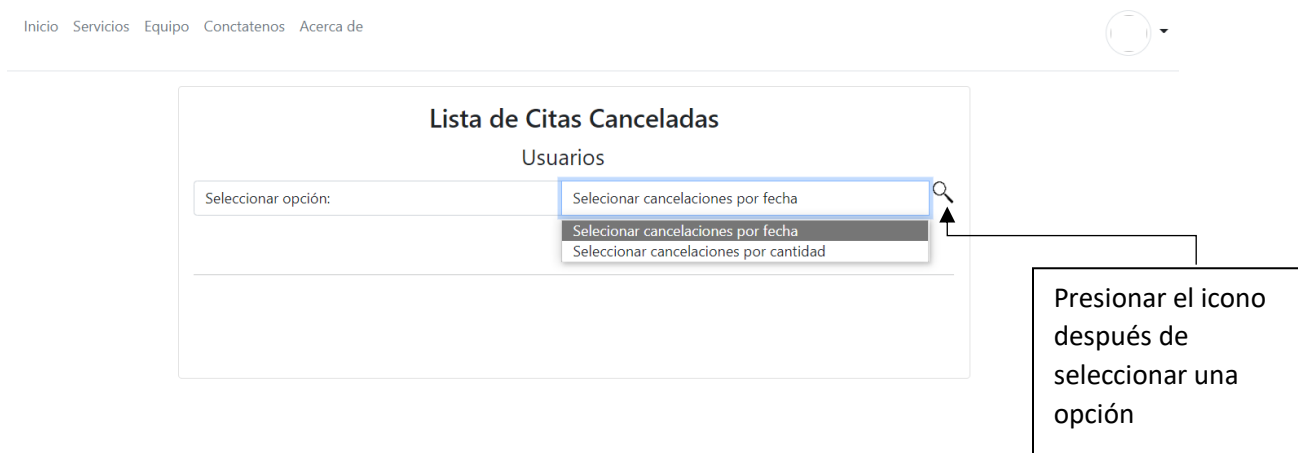 Inicio Servicios Equipo Conctatenos Acerca de
Lista de Citas Canceladas
Usuarios
Seleccionar opción:
Selecionar cancelaciones por fecha
Selecionar cancelaciones por fecha
Seleccionar cancelaciones por cantidad
Presionar el icono
después de
seleccionar una
opción